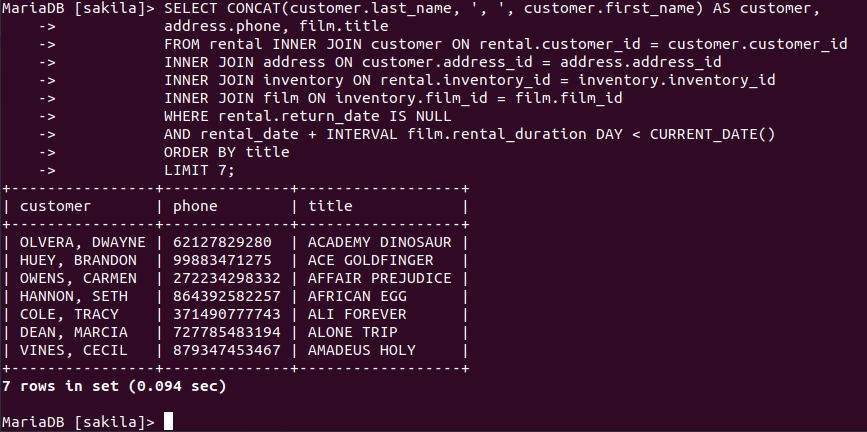 MariaDB [sakila]> SELECT CONCAT(customer.last_name, ', ', customer.first_name) AS customer,
    ->            address.phone, film.title
    ->            FROM rental INNER JOIN customer ON rental.customer_id = customer.customer_id
    ->            INNER JOIN address ON customer.address_id = address.address_id
    ->            INNER JOIN inventory ON rental.inventory_id = inventory.inventory_id
    ->            INNER JOIN film ON inventory.film_id = film.film_id
    ->            WHERE rental.return_date IS NULL
    ->            AND rental_date + INTERVAL film.rental_duration DAY < CURRENT_DATE()
    ->            ORDER BY title
    ->            LIMIT 7;
+----------------+--------------+------------------+
| customer       | phone        | title            |
+----------------+--------------+------------------+
| OLVERA, DWAYNE | 62127829280  | ACADEMY DINOSAUR |
| HUEY, BRANDON  | 99883471275  | ACE GOLDFINGER   |
| OWENS, CARMEN  | 272234298332 | AFFAIR PREJUDICE |
| HANNON, SETH   | 864392582257 | AFRICAN EGG      |
| COLE, TRACY    | 371490777743 | ALI FOREVER      |
| DEAN, MARCIA   | 727785483194 | ALONE TRIP       |
| VINES, CECIL   | 879347453467 | AMADEUS HOLY     |
+----------------+--------------+------------------+
7 rows in set (0.094 sec)
MariaDB [sakila]>